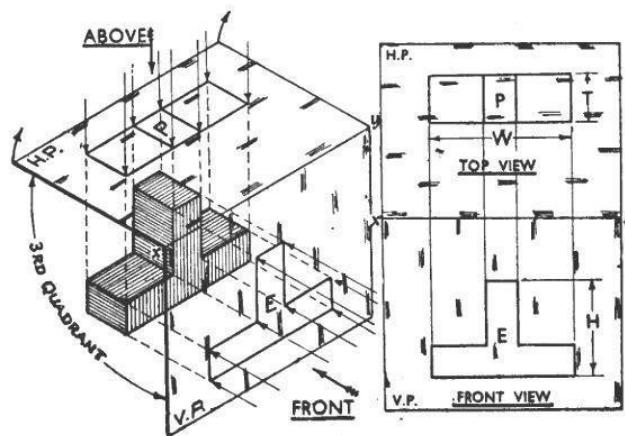 ABOVE
H.P.
P
3RD QUADRANT
X
E
V.P.
FRONT
H.P.
P
T
W
TOP VIEW
y
X
E
H
V.P.
FRONT VIEW